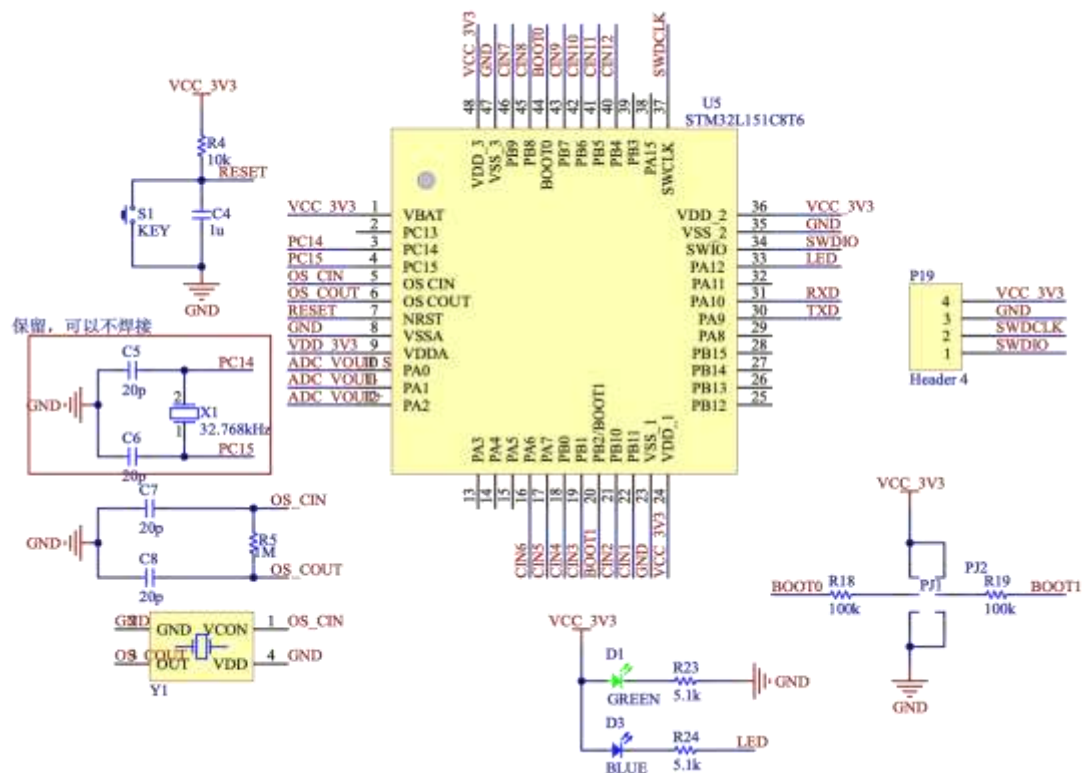 VCC_3V3
R4
10k
RESET
S1
KEY
C4
1u
GND
保留，可以不焊接
C5
20p
PC14
GND
2
X1
1
32.768kHz
C6
20p
PC15
C7
20p
OS_CIN
GND
R5
1M
C8
20p
OS_COUT
GND
GND VCON
1
OS_CIN
OS_COUT
OUT VDD
4
GND
Y1
VCC_3V3
GND
CIN7
CIN8
BOOT0
CIN9
CIN10
CIN11
CIN12
SWDCLK
48
47
46
45
44
43
42
41
40
39
38
37
U5
STM32L151C8T6
VDD_3
VSS_3
PB9
PB8
BOOT0
PB7
PB6
PB5
PB4
PB3
PA15
SWCLK
VCC_3V3 1 VBAT
2 PC13
PC14 3 PC14
PC15 4 PC15
OS_CIN 5 OS CIN
OS_COUT 6 OS COUT
RESET 7 NRST
GND 8 VSSA
VDD_3V3 9 VDDA
10 PA0
11 PA1
12 PA2
VDD_2 36 VCC_3V3
VSS_2 35 GND
SWIO 34 SWDIO
PA12 33 LED
PA11 32
PA10 31 RXD
PA9 30 TXD
PA8 29
PB15 28
PB14 27
PB13 26
PB12 25
PA3
PA4
PA5
PA6
PA7
PB0
PB1
PB2/BOOT1
PB10
PB11
VSS_1
VDD_1
13
14
15
16
17
18
19
20
21
22
23
24
CIN6
CIN5
CIN4
CIN3
BOOT1
CIN2
CIN1
GND
VCC_3V3
P19
4 VCC_3V3
3 GND
2 SWDCLK
1 SWDIO
Header 4
VCC_3V3
PJ2
BOOT0
R18
100k
PJ1
R19
100k
BOOT1
GND
VCC_3V3
D1
GREEN
R23
5.1k
GND
D3
BLUE
R24
5.1k
LED